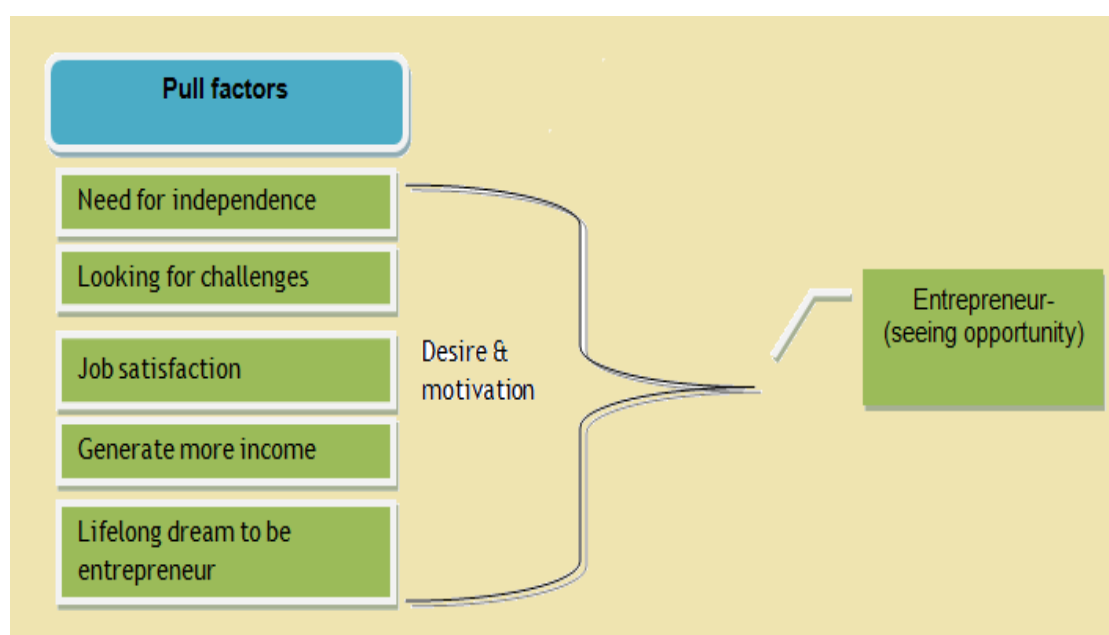 Pull factors
Need for independence
Looking for challenges
Job satisfaction
Generate more income
Lifelong dream to be
entrepreneur
Desire &
motivation
Entrepreneur-
(seeing opportunity)